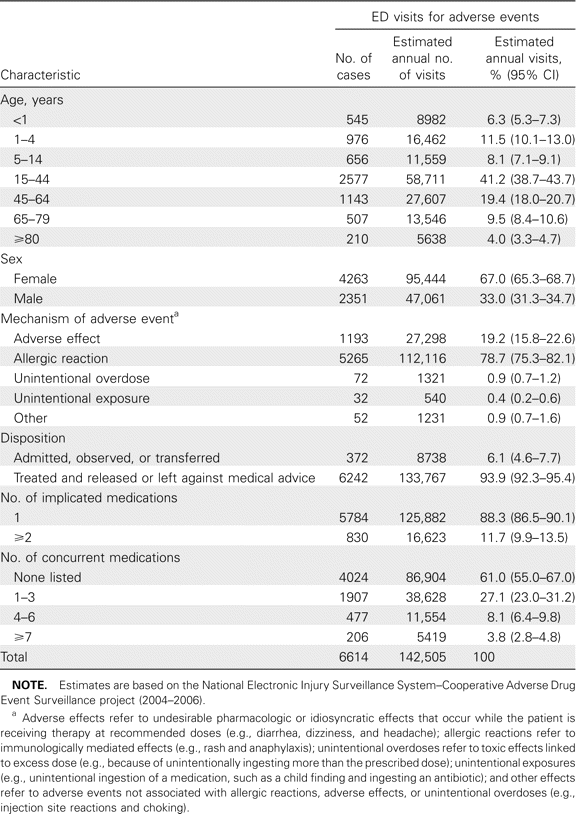 ED visits for adverse events
Characteristic No. of cases Estimated annual no. of visits Estimated annual visits, % (95% CI)
Age, years
<1 545 8982 6.3 (5.3–7.3)
1–4 976 16,462 11.5 (10.1–13.0)
5–14 656 11,559 8.1 (7.1–9.1)
15–44 2577 58,711 41.2 (38.7–43.7)
45–64 1143 27,607 19.4 (18.0–20.7)
65–79 507 13,546 9.5 (8.4–10.6)
⩾80 210 5638 4.0 (3.3–4.7)
Sex
Female 4263 95,444 67.0 (65.3–68.7)
Male 2351 47,061 33.0 (31.3–34.7)
Mechanism of adverse event^a
Adverse effect 1193 27,298 19.2 (15.8–22.6)
Allergic reaction 5265 112,116 78.7 (75.3–82.1)
Unintentional overdose 72 1321 0.9 (0.7–1.2)
Unintentional exposure 32 540 0.4 (0.2–0.6)
Other 52 1231 0.9 (0.7–1.6)
Disposition
Admitted, observed, or transferred 372 8738 6.1 (4.6–7.7)
Treated and released or left against medical advice 6242 133,767 93.9 (92.3–95.4)
No. of implicated medications
1 5784 125,882 88.3 (86.5–90.1)
⩾2 830 16,623 11.7 (9.9–13.5)
No. of concurrent medications
None listed 4024 86,904 61.0 (55.0–67.0)
1–3 1907 38,628 27.1 (23.0–31.2)
4–6 477 11,554 8.1 (6.4–9.8)
⩾7 206 5419 3.8 (2.8–4.8)
Total 6614 142,505 100
NOTE. Estimates are based on the National Electronic Injury Surveillance System–Cooperative Adverse Drug
Event Surveillance project (2004–2006).
^a Adverse effects refer to undesirable pharmacologic or idiosyncratic effects that occur while the patient is
receiving therapy at recommended doses (e.g., diarrhea, dizziness, and headache); allergic reactions refer to
immunologically mediated effects (e.g., rash and anaphylaxis); unintentional overdoses refer to toxic effects linked
to excess dose (e.g., because of unintentionally ingesting more than the prescribed dose); unintentional exposures
(e.g., unintentional ingestion of a medication, such as a child finding and ingesting an antibiotic); and other effects
refer to adverse events not associated with allergic reactions, adverse effects, or unintentional overdoses (e.g.,
injection site reactions and choking).